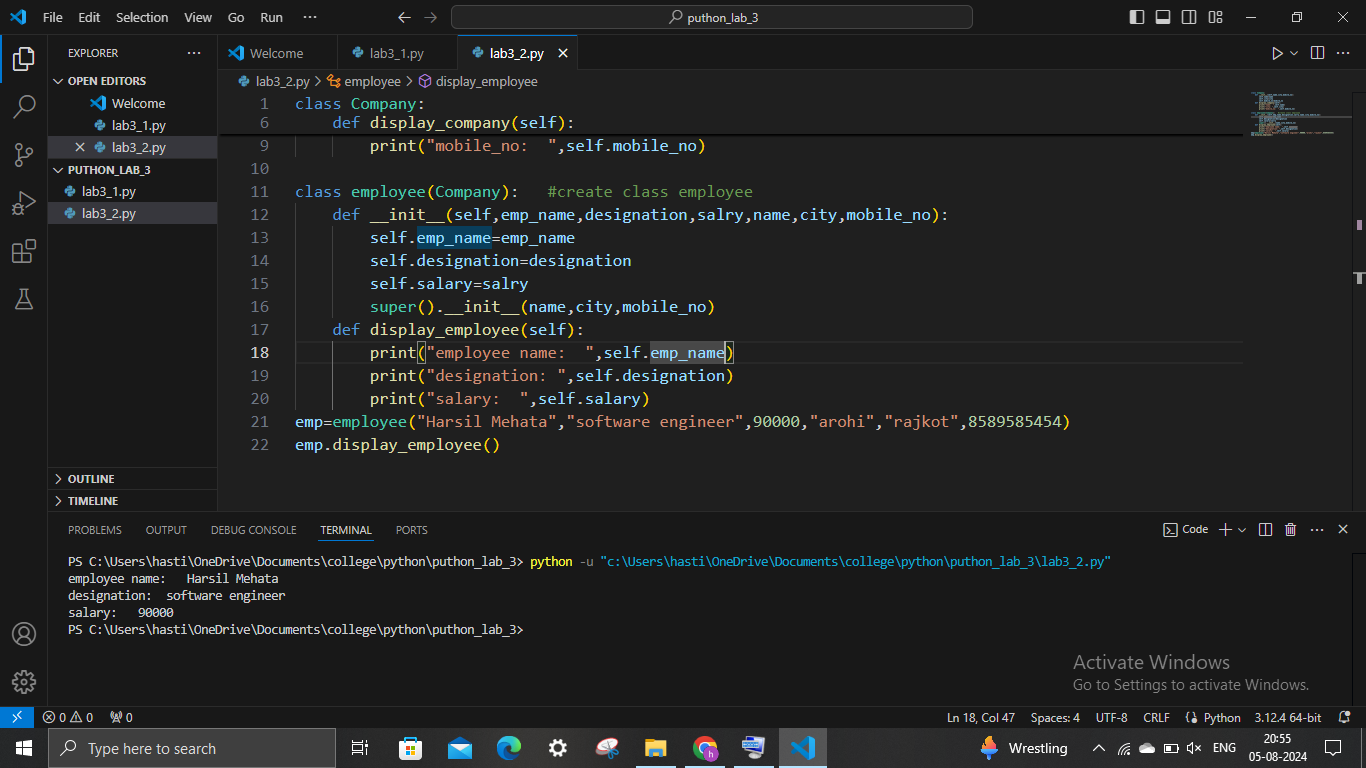 File Edit Selection View Go Run ··· puthon_lab_3
EXPLORER ···
OPEN EDITORS
Welcome
lab3_1.py
lab3_2.py
PUTHON_LAB_3
lab3_1.py
lab3_2.py
OUTLINE
TIMELINE
Welcome lab3_1.py lab3_2.py
lab3_2.py > employee > display_employee
1 class Company:
6     def display_company(self):
9         print("mobile_no:  ",self.mobile_no)
10
11 class employee(Company):   #create class employee
12     def __init__(self,emp_name,designation,salry,name,city,mobile_no):
13         self.emp_name=emp_name
14         self.designation=designation
15         self.salary=salry
16         super().__init__(name,city,mobile_no)
17     def display_employee(self):
18         print("employee name:  ",self.emp_name)
19         print("designation: ",self.designation)
20         print("salary:  ",self.salary)
21 emp=employee("Harsil Mehata","software engineer",90000,"arohi","rajkot",8589585454)
22 emp.display_employee()
PROBLEMS OUTPUT DEBUG CONSOLE TERMINAL PORTS Code
PS C:\Users\hasti\OneDrive\Documents\college\python\puthon_lab_3> python -u "c:\Users\hasti\OneDrive\Documents\college\python\puthon_lab_3\lab3_2.py"
employee name:   Harsil Mehata
designation:  software engineer
salary:   90000
PS C:\Users\hasti\OneDrive\Documents\college\python\puthon_lab_3>
Activate Windows
Go to Settings to activate Windows.
0 0 0 Ln 18, Col 47 Spaces: 4 UTF-8 CRLF Python 3.12.4 64-bit
Type here to search Wrestling ENG 20:55
05-08-2024